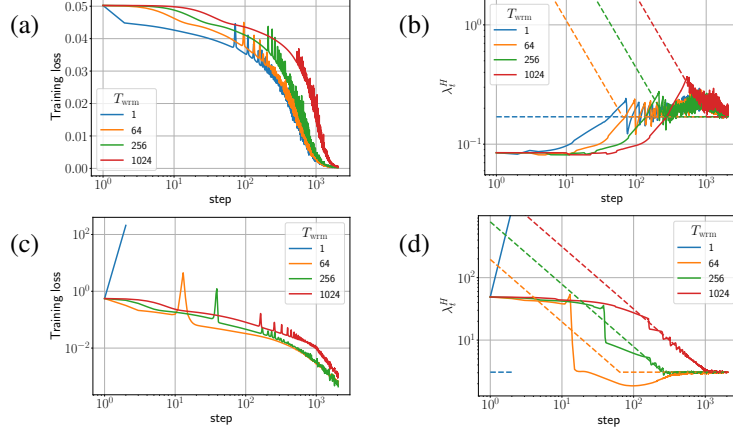 (a)
0.05
0.04
0.03
0.02
0.01
0.00
Training loss
T_wrm
1
64
256
1024
10^0
10^1
10^2
10^3
step
(b)
10^0
10^{-1}
λ_t^H
T_wrm
1
64
256
1024
10^0
10^1
10^2
10^3
step
(c)
10^2
10^0
10^{-2}
Training loss
T_wrm
1
64
256
1024
10^0
10^1
10^2
10^3
step
(d)
10^2
10^1
λ_t^H
T_wrm
1
64
256
1024
10^0
10^1
10^2
10^3
step